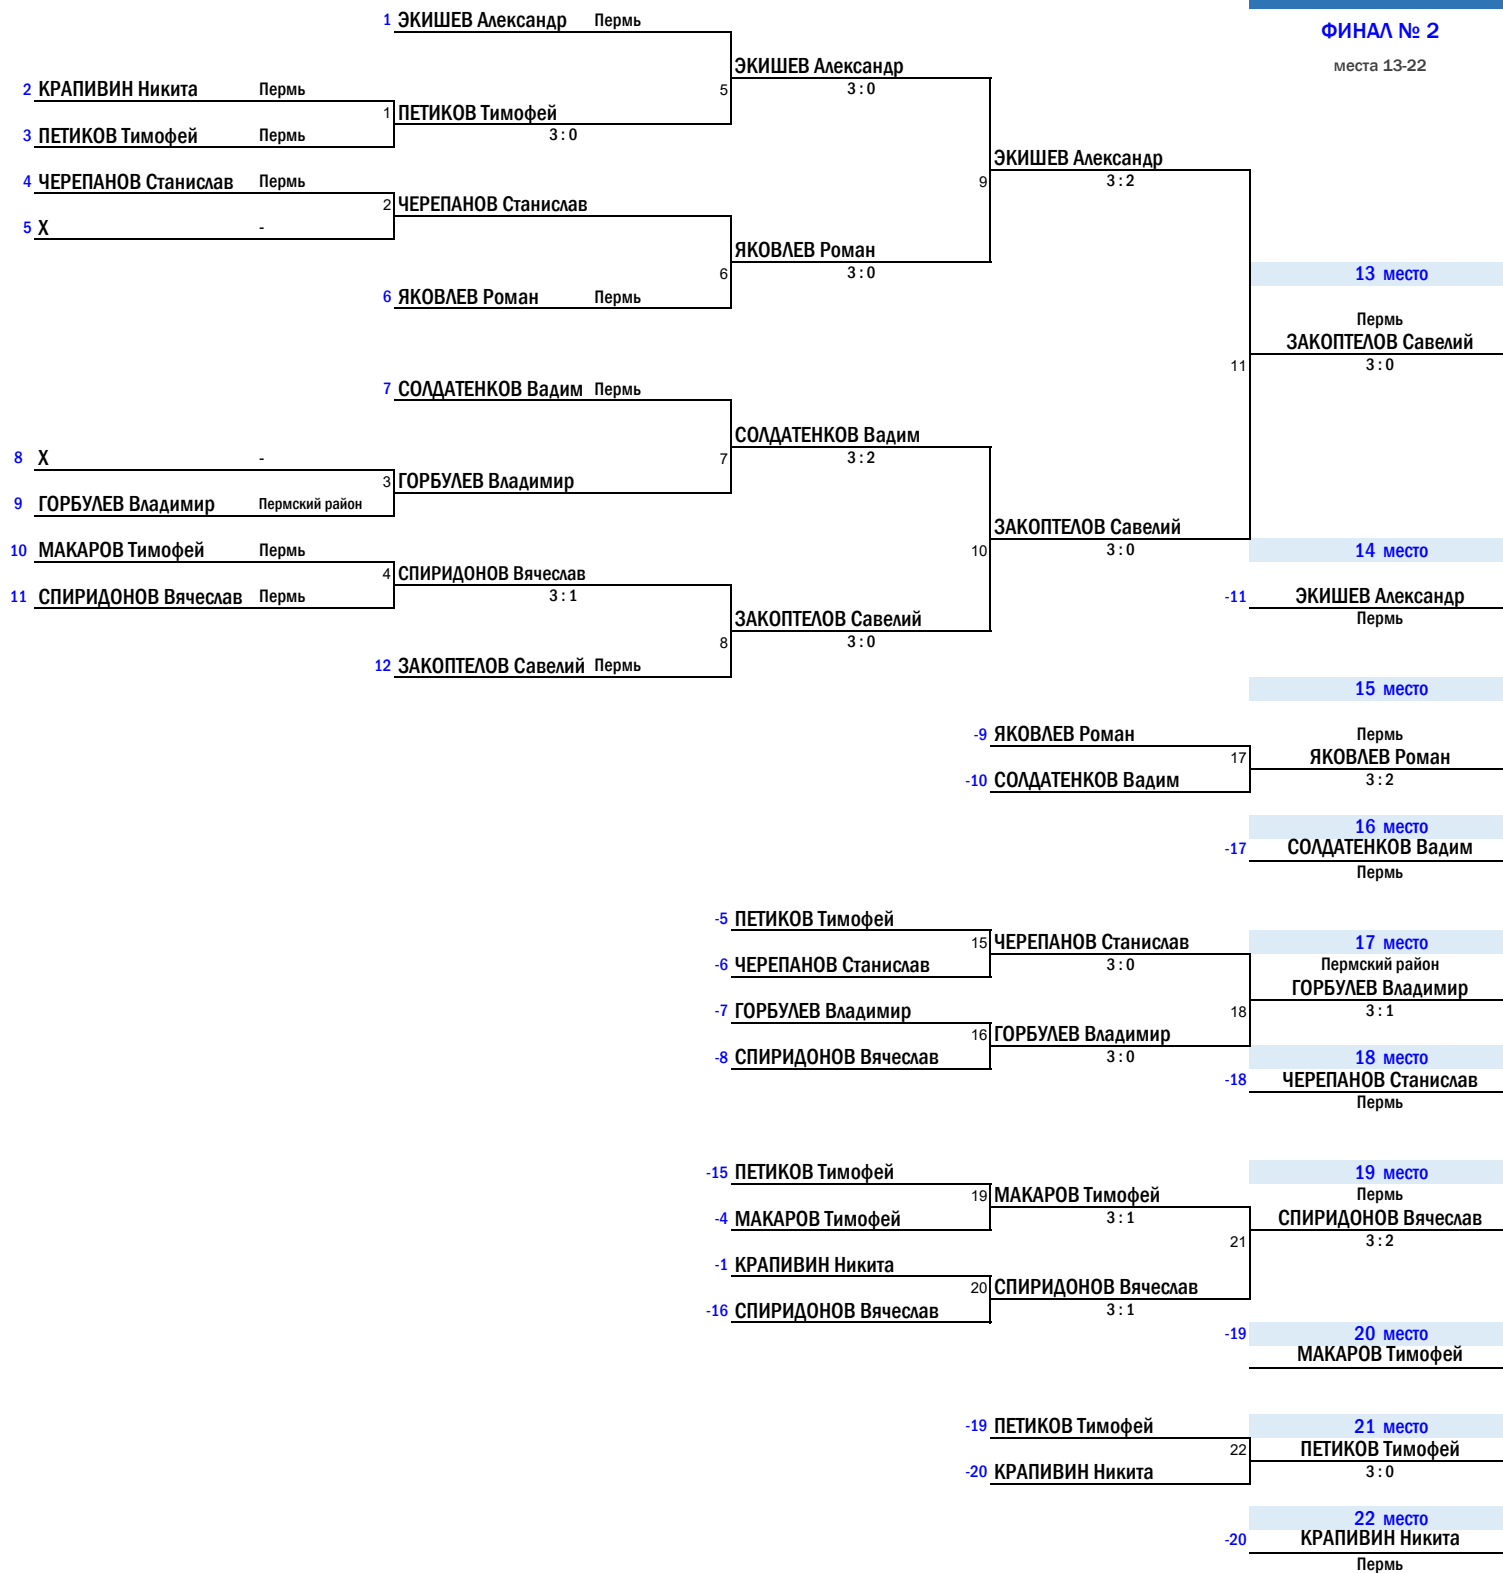 1 ЭКИШЕВ Александр Пермь
ФИНАЛ № 2
места 13-22
ЭКИШЕВ Александр
5 3 : 0
2 КРАПИВИН Никита Пермь
1 ПЕТИКОВ Тимофей
3 : 0
3 ПЕТИКОВ Тимофей Пермь
ЭКИШЕВ Александр
9 3 : 2
4 ЧЕРЕПАНОВ Станислав Пермь
2 ЧЕРЕПАНОВ Станислав
5 X -
ЯКОВЛЕВ Роман
6 3 : 0
13 место
6 ЯКОВЛЕВ Роман Пермь
Пермь
ЗАКОПТЕЛОВ Савелий
11 3 : 0
7 СОЛДАТЕНКОВ Вадим Пермь
СОЛДАТЕНКОВ Вадим
7 3 : 2
8 X -
3 ГОРБУЛЕВ Владимир
9 ГОРБУЛЕВ Владимир Пермский район
ЗАКОПТЕЛОВ Савелий
10 3 : 0
14 место
10 МАКАРОВ Тимофей Пермь
4 СПИРИДОНОВ Вячеслав
3 : 1
11 СПИРИДОНОВ Вячеслав Пермь
-11 ЭКИШЕВ Александр
Пермь
ЗАКОПТЕЛОВ Савелий
8 3 : 0
12 ЗАКОПТЕЛОВ Савелий Пермь
15 место
-9 ЯКОВЛЕВ Роман
Пермь
17 ЯКОВЛЕВ Роман
3 : 2
-10 СОЛДАТЕНКОВ Вадим
16 место
-17 СОЛДАТЕНКОВ Вадим
Пермь
-5 ПЕТИКОВ Тимофей
15 ЧЕРЕПАНОВ Станислав
3 : 0
17 место
-6 ЧЕРЕПАНОВ Станислав
Пермский район
ГОРБУЛЕВ Владимир
18 3 : 1
-7 ГОРБУЛЕВ Владимир
16 ГОРБУЛЕВ Владимир
3 : 0
-8 СПИРИДОНОВ Вячеслав
18 место
-18 ЧЕРЕПАНОВ Станислав
Пермь
-15 ПЕТИКОВ Тимофей
19 место
19 МАКАРОВ Тимофей
3 : 1
Пермь
-4 МАКАРОВ Тимофей
СПИРИДОНОВ Вячеслав
21 3 : 2
-1 КРАПИВИН Никита
20 СПИРИДОНОВ Вячеслав
3 : 1
-16 СПИРИДОНОВ Вячеслав
-19 20 место
МАКАРОВ Тимофей
-19 ПЕТИКОВ Тимофей
21 место
22 ПЕТИКОВ Тимофей
3 : 0
-20 КРАПИВИН Никита
22 место
-20 КРАПИВИН Никита
Пермь